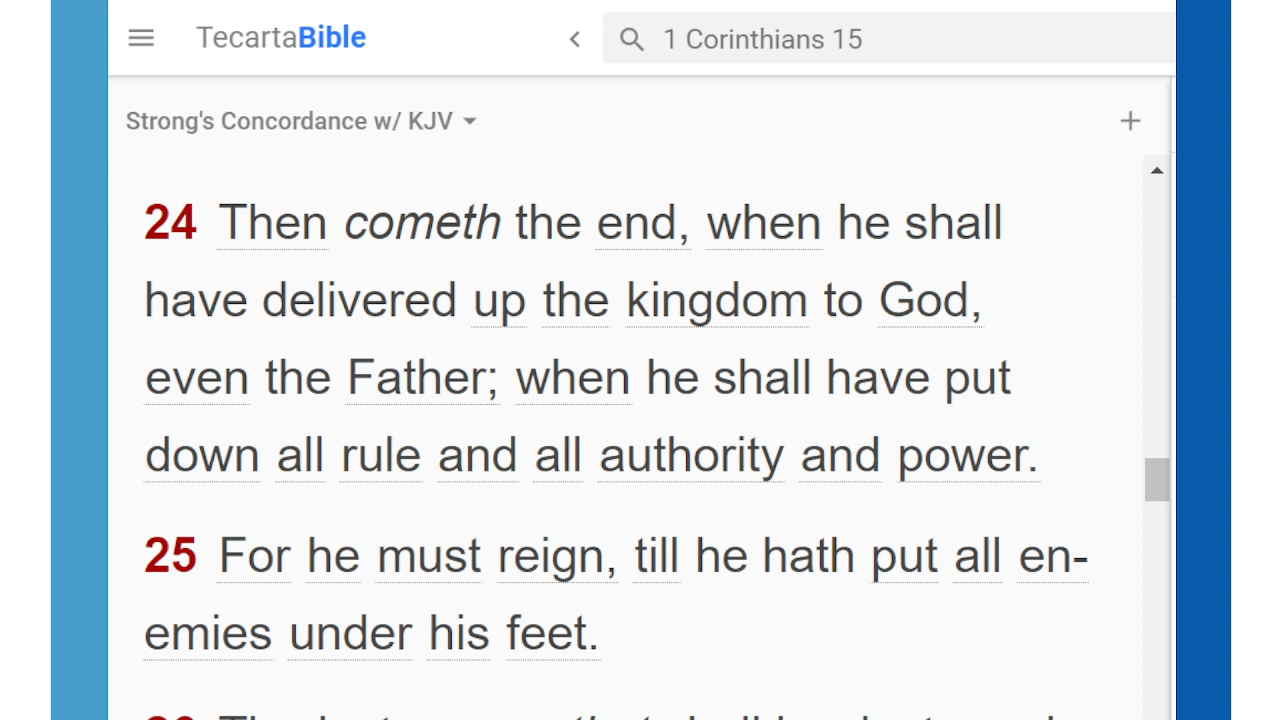 TecartaBible
1 Corinthians 15
Strong's Concordance w/ KJV
24 Then cometh the end, when he shall
have delivered up the kingdom to God,
even the Father; when he shall have put
down all rule and all authority and power.
25 For he must reign, till he hath put all en-
emies under his feet.